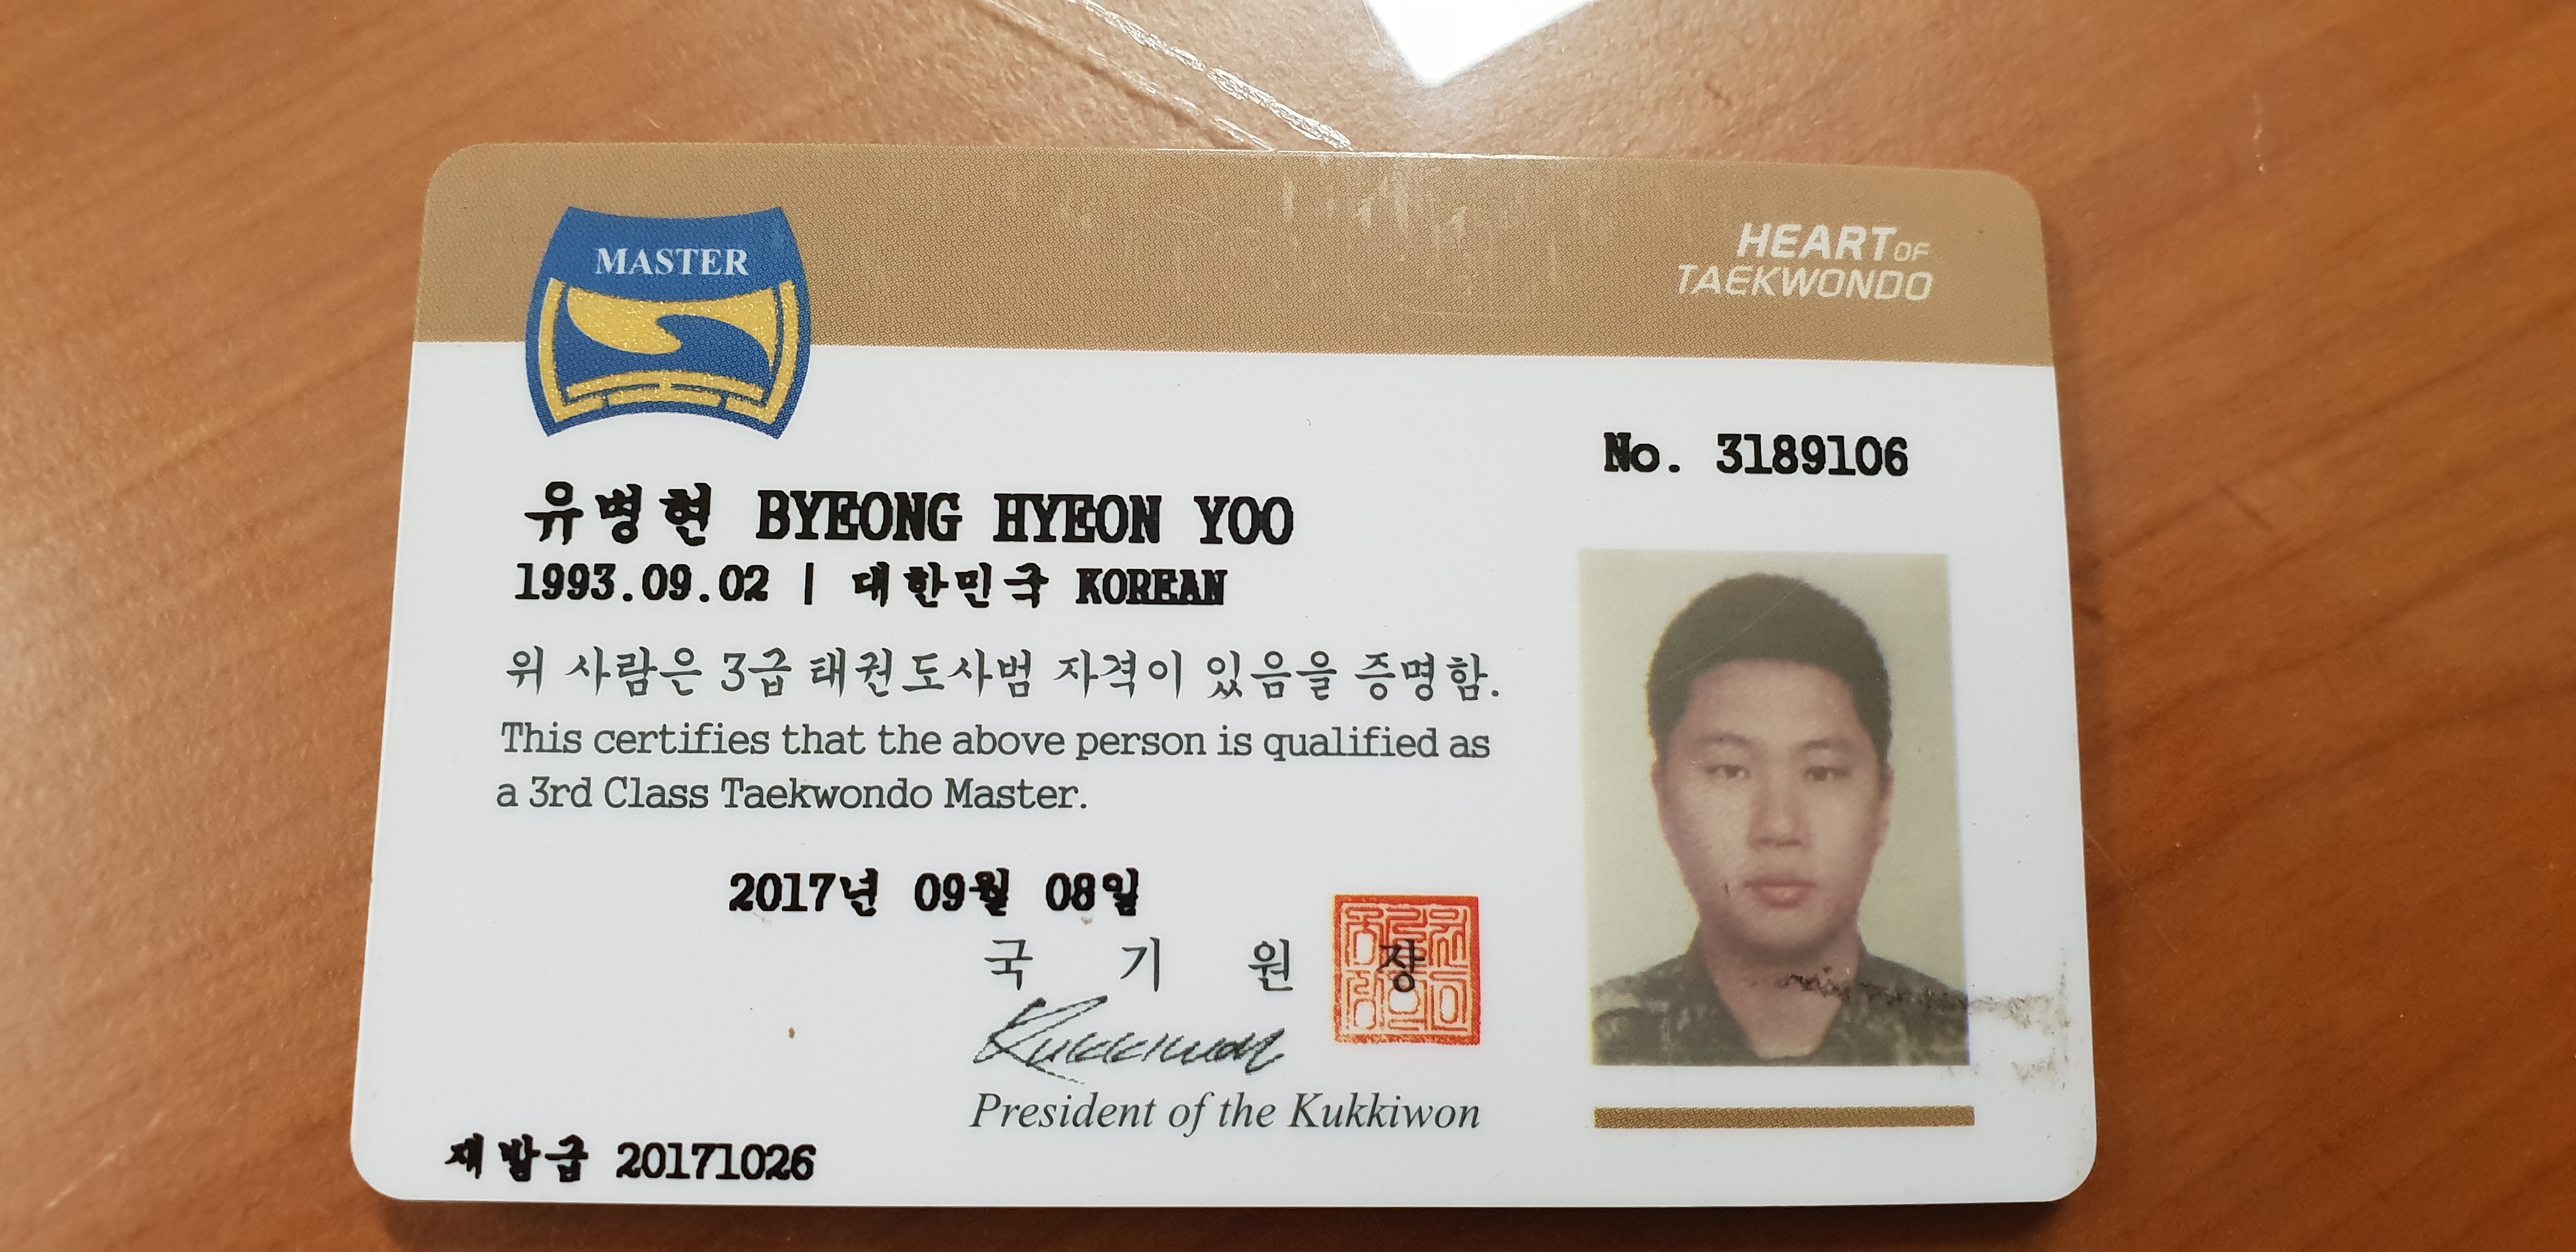 MASTER
HEART OF
TAEKWONDO
No. 3189106
유병현 BYEONG HYEON YOO
1993.09.02 | 대한민국 KOREAN
위 사람은 3급 태권도사범 자격이 있음을 증명함.
This certifies that the above person is qualified as
a 3rd Class Taekwondo Master.
2017년 09월 08일
국 기 원 장
Kukkiwon
President of the Kukkiwon
재발급 20171026